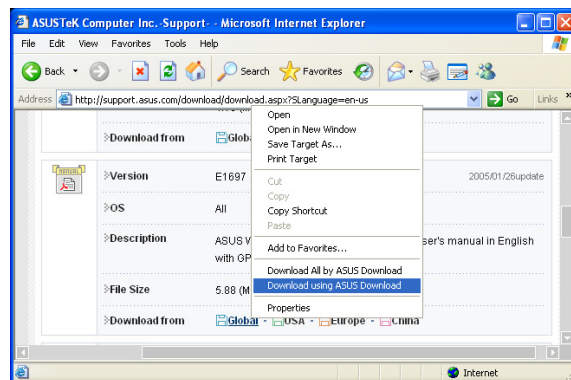 ASUSTeK Computer Inc.-Support- - Microsoft Internet Explorer
File Edit View Favorites Tools Help
Back Search Favorites
Address http://support.asus.com/download/download.aspx?SLanguage=en-us Go Links »
Download from Global
Open
Open in New Window
Save Target As...
Print Target
Cut
Copy
Copy Shortcut
Paste
Add to Favorites...
Download All by ASUS Download
Download using ASUS Download
Properties
MANUAL
Version E1697 2005/01/26update
OS All
Description ASUS V er's manual in English
with GP
File Size 5.88 (M
Download from Global - USA - Europe - China
Internet